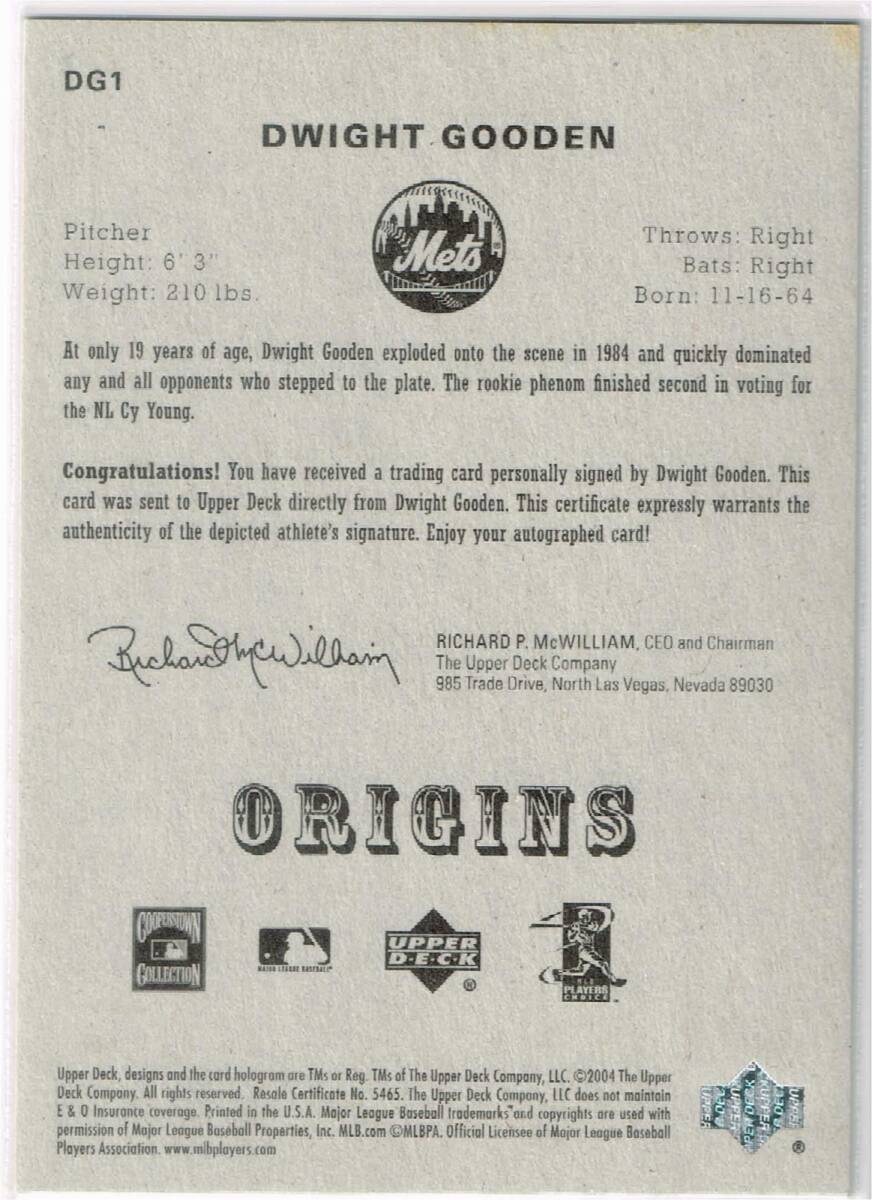 DG1
DWIGHT GOODEN
Pitcher
Height: 6' 3"
Weight: 210 lbs.
Mets
®
Throws: Right
Bats: Right
Born: 11-16-64
At only 19 years of age, Dwight Gooden exploded onto the scene in 1984 and quickly dominated
any and all opponents who stepped to the plate. The rookie phenom finished second in voting for
the NL Cy Young.
Congratulations! You have received a trading card personally signed by Dwight Gooden. This
card was sent to Upper Deck directly from Dwight Gooden. This certificate expressly warrants the
authenticity of the depicted athlete's signature. Enjoy your autographed card!
Richard McWilliam
RICHARD P. McWILLIAM, CEO and Chairman
The Upper Deck Company
985 Trade Drive, North Las Vegas, Nevada 89030
ORIGINS
COOPERSTOWN
COLLECTION
MAJOR LEAGUE BASEBALL
UPPER
D·E·C·K
®
PLAYERS
CHOICE
Upper Deck, designs and the card hologram are TMs or Reg. TMs of The Upper Deck Company, LLC. ©2004 The Upper
Deck Company. All rights reserved. Resale Certificate No. 5465. The Upper Deck Company, LLC does not maintain
E & O Insurance coverage. Printed in the U.S.A. Major League Baseball trademarks and copyrights are used with
permission of Major League Baseball Properties, Inc. MLB.com ©MLBPA. Official Licensee of Major League Baseball
Players Association. www.mlbplayers.com
®